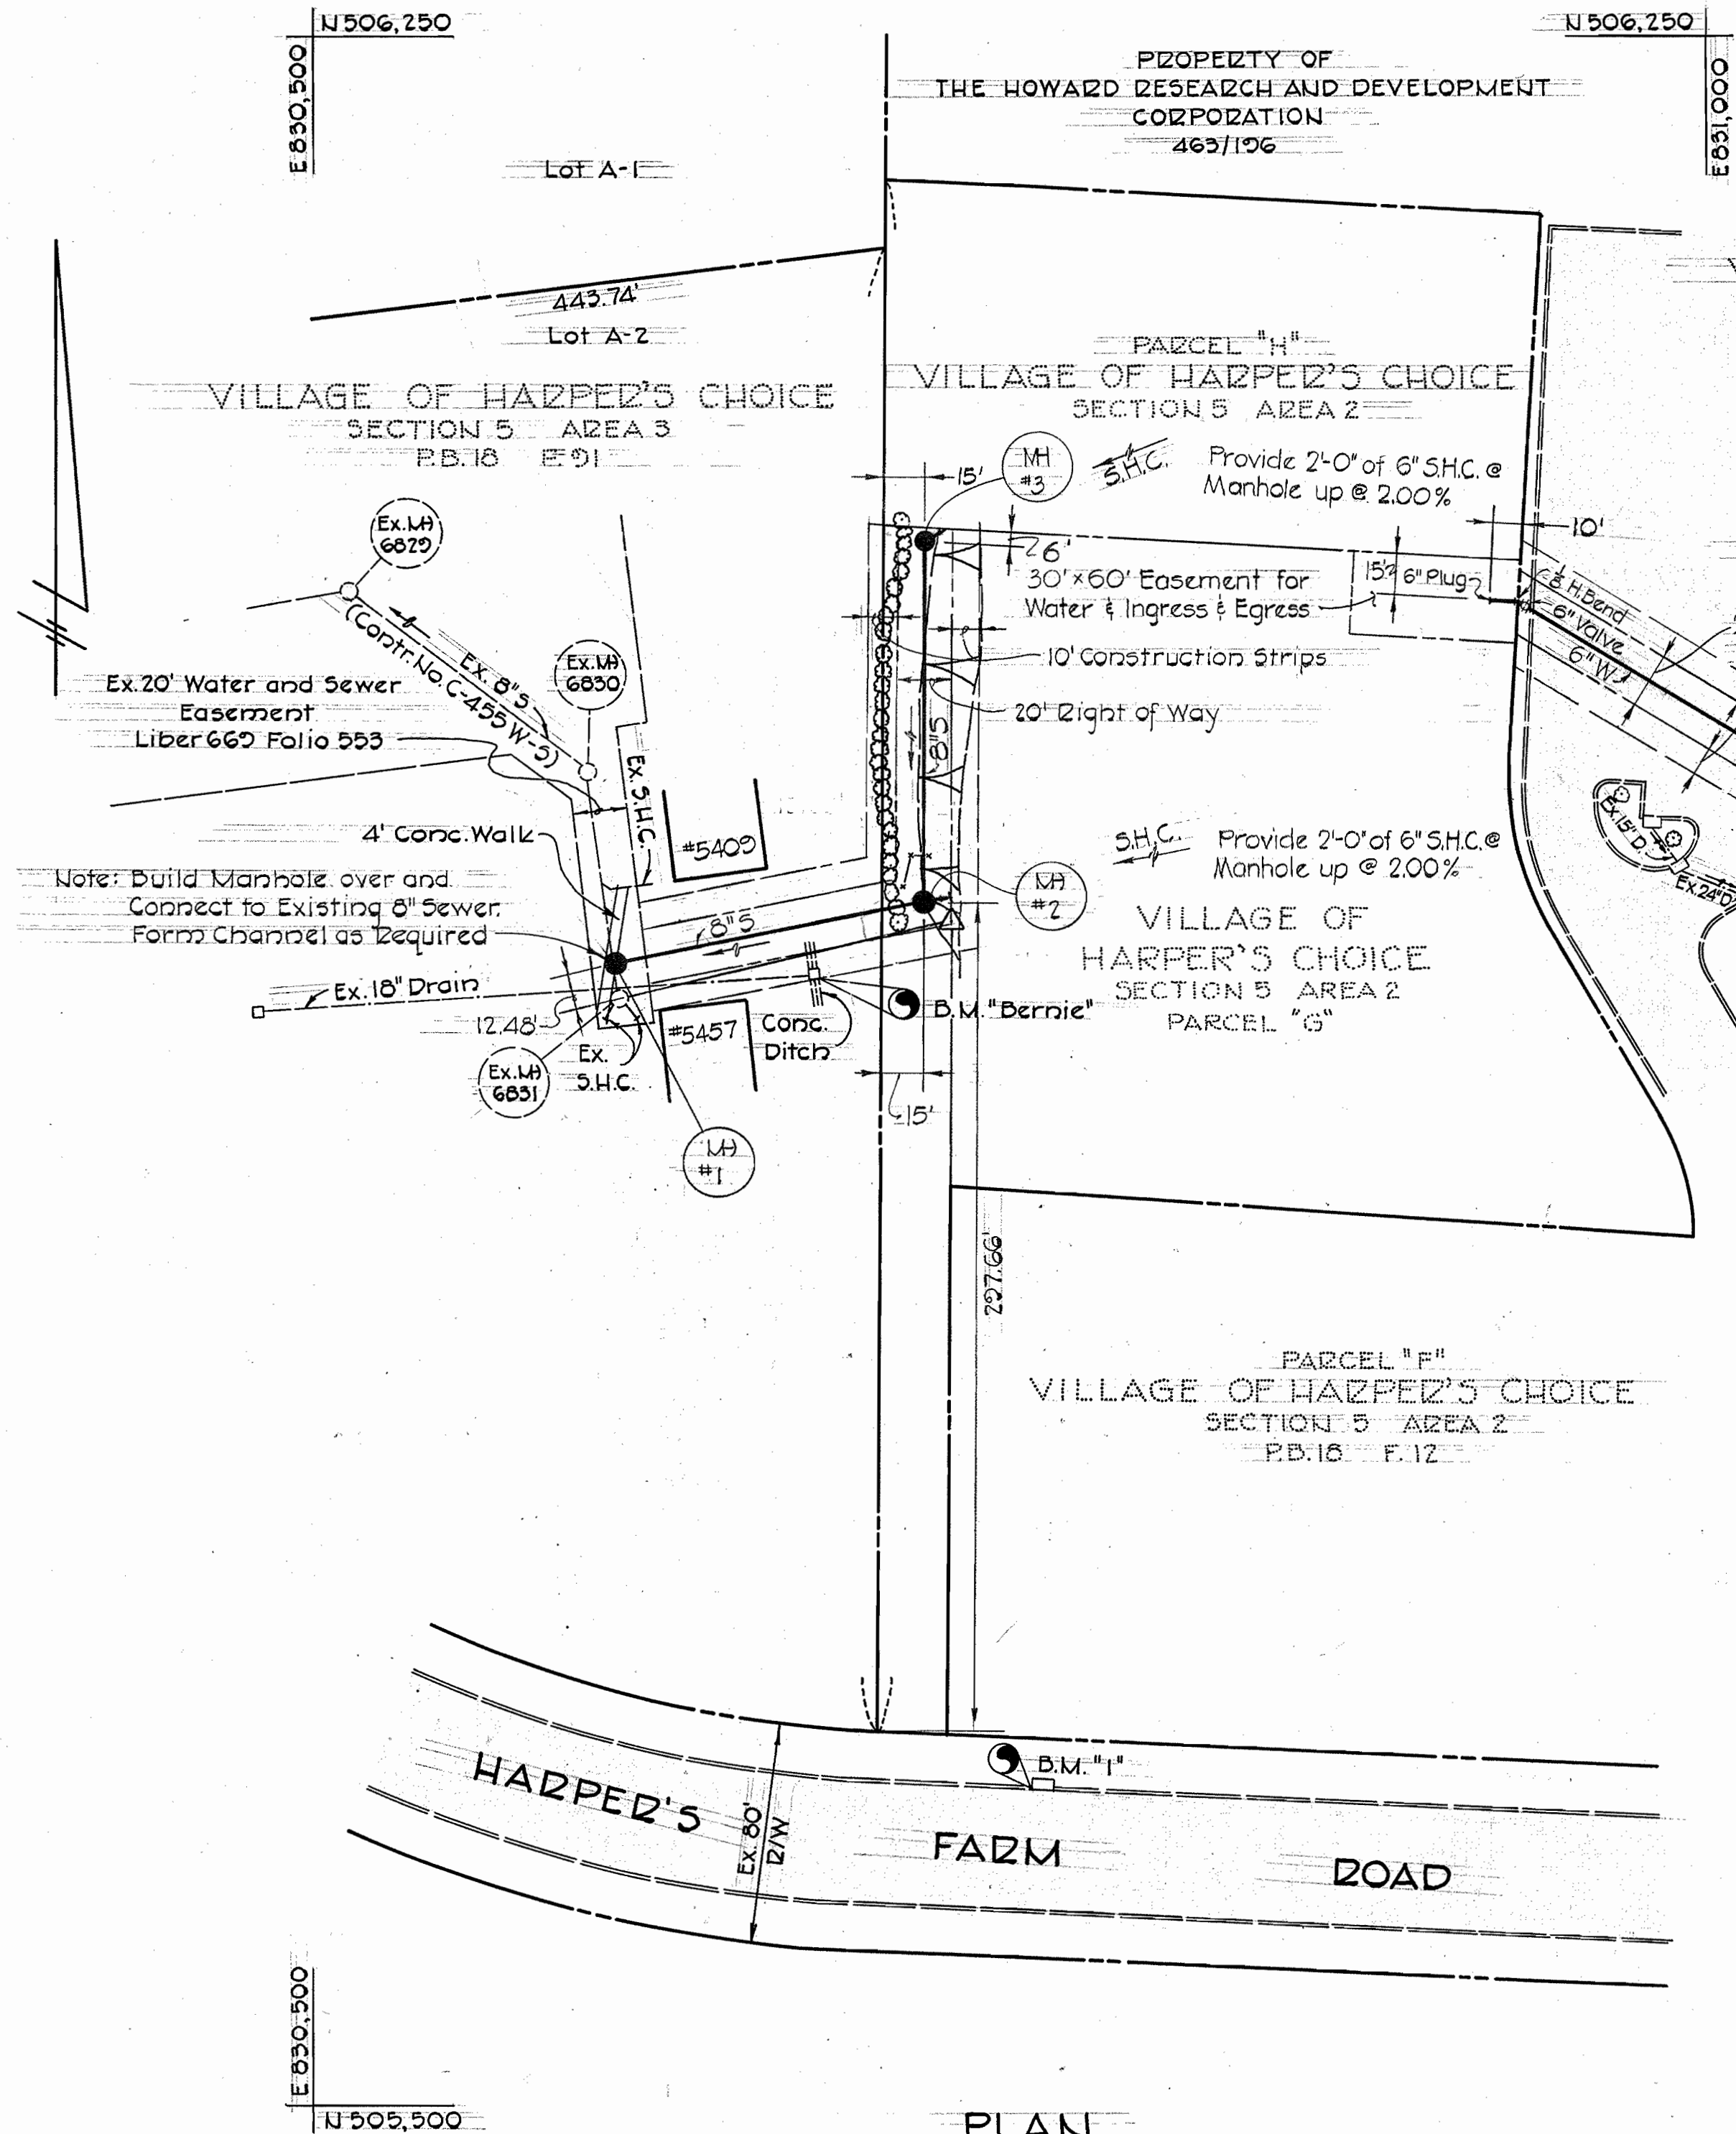 N 506,250
E 830,500
N 506,250
E 831,000
PROPERTY OF
THE HOWARD RESEARCH AND DEVELOPMENT
CORPORATION
463/196
Lot A-1
443.74'
Lot A-2
VILLAGE OF HARPER'S CHOICE
SECTION 5 AREA 3
P.B. 18 F. 91
PARCEL "H"
VILLAGE OF HARPER'S CHOICE
SECTION 5 AREA 2
MH
#3
S.H.C.
Provide 2'-0" of 6" S.H.C. @
Manhole up @ 2.00%
15'
10'
Ex. MH
6829
6'
30' x 60' Easement for
Water & Ingress & Egress
15'
6" Plug
1/8 H. Bend
6" Valve
6" W
Ex. 8" S
(Contr. No. C-455 W-S)
Ex. MH
6830
10' Construction Strips
Ex. 20' Water and Sewer
Easement
Liber 669 Folio 553
20' Right of Way
8" S
Ex. S.H.C.
4' Conc. Walk
#5409
S.H.C.
Provide 2'-0" of 6" S.H.C. @
Manhole up @ 2.00%
Ex. 15" D.
Ex. 24" D
Note: Build Manhole over and
Connect to Existing 8" Sewer.
Form Channel as Required
MH
#2
8" S
VILLAGE OF
HARPER'S CHOICE
SECTION 5 AREA 2
PARCEL "G"
Ex. 18" Drain
12.48'
#5457
Conc.
Ditch
B.M. "Bernie"
Ex.
S.H.C.
Ex. MH
6831
15'
MH
#1
297.66'
PARCEL "F"
VILLAGE OF HARPER'S CHOICE
SECTION 5 AREA 2
P.B. 18 F. 12
B.M. "1"
HARPER'S FARM ROAD
Ex. 80'
R/W
E 830,500
N 505,500
PLAN